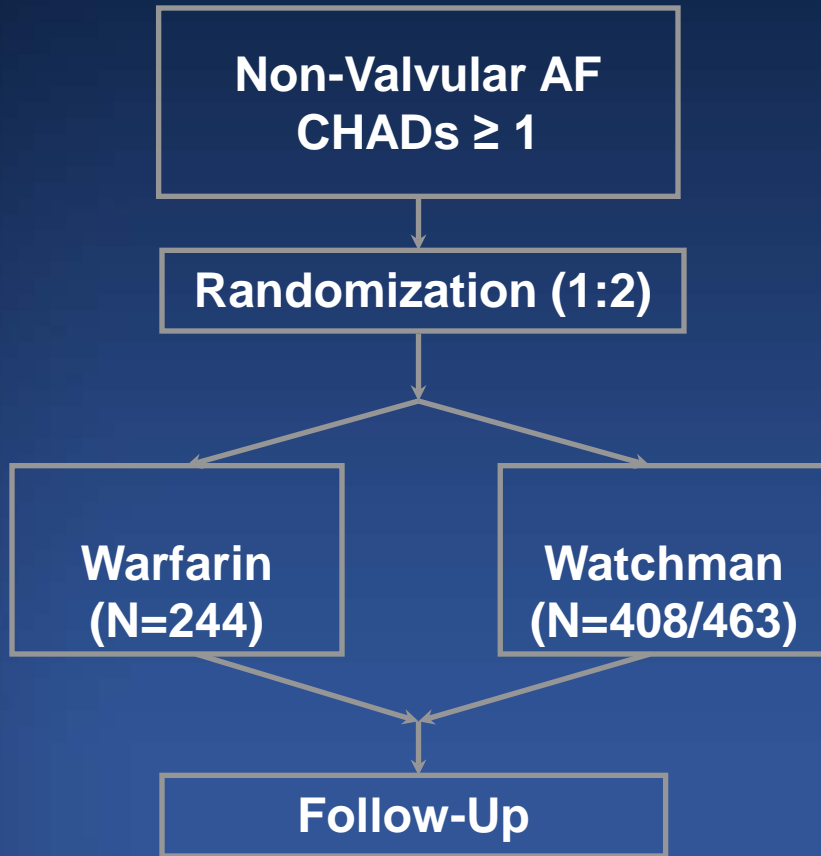 Non-Valvular AF
CHADs ≥ 1
Randomization (1:2)
Warfarin
(N=244)
Watchman
(N=408/463)
Follow-Up